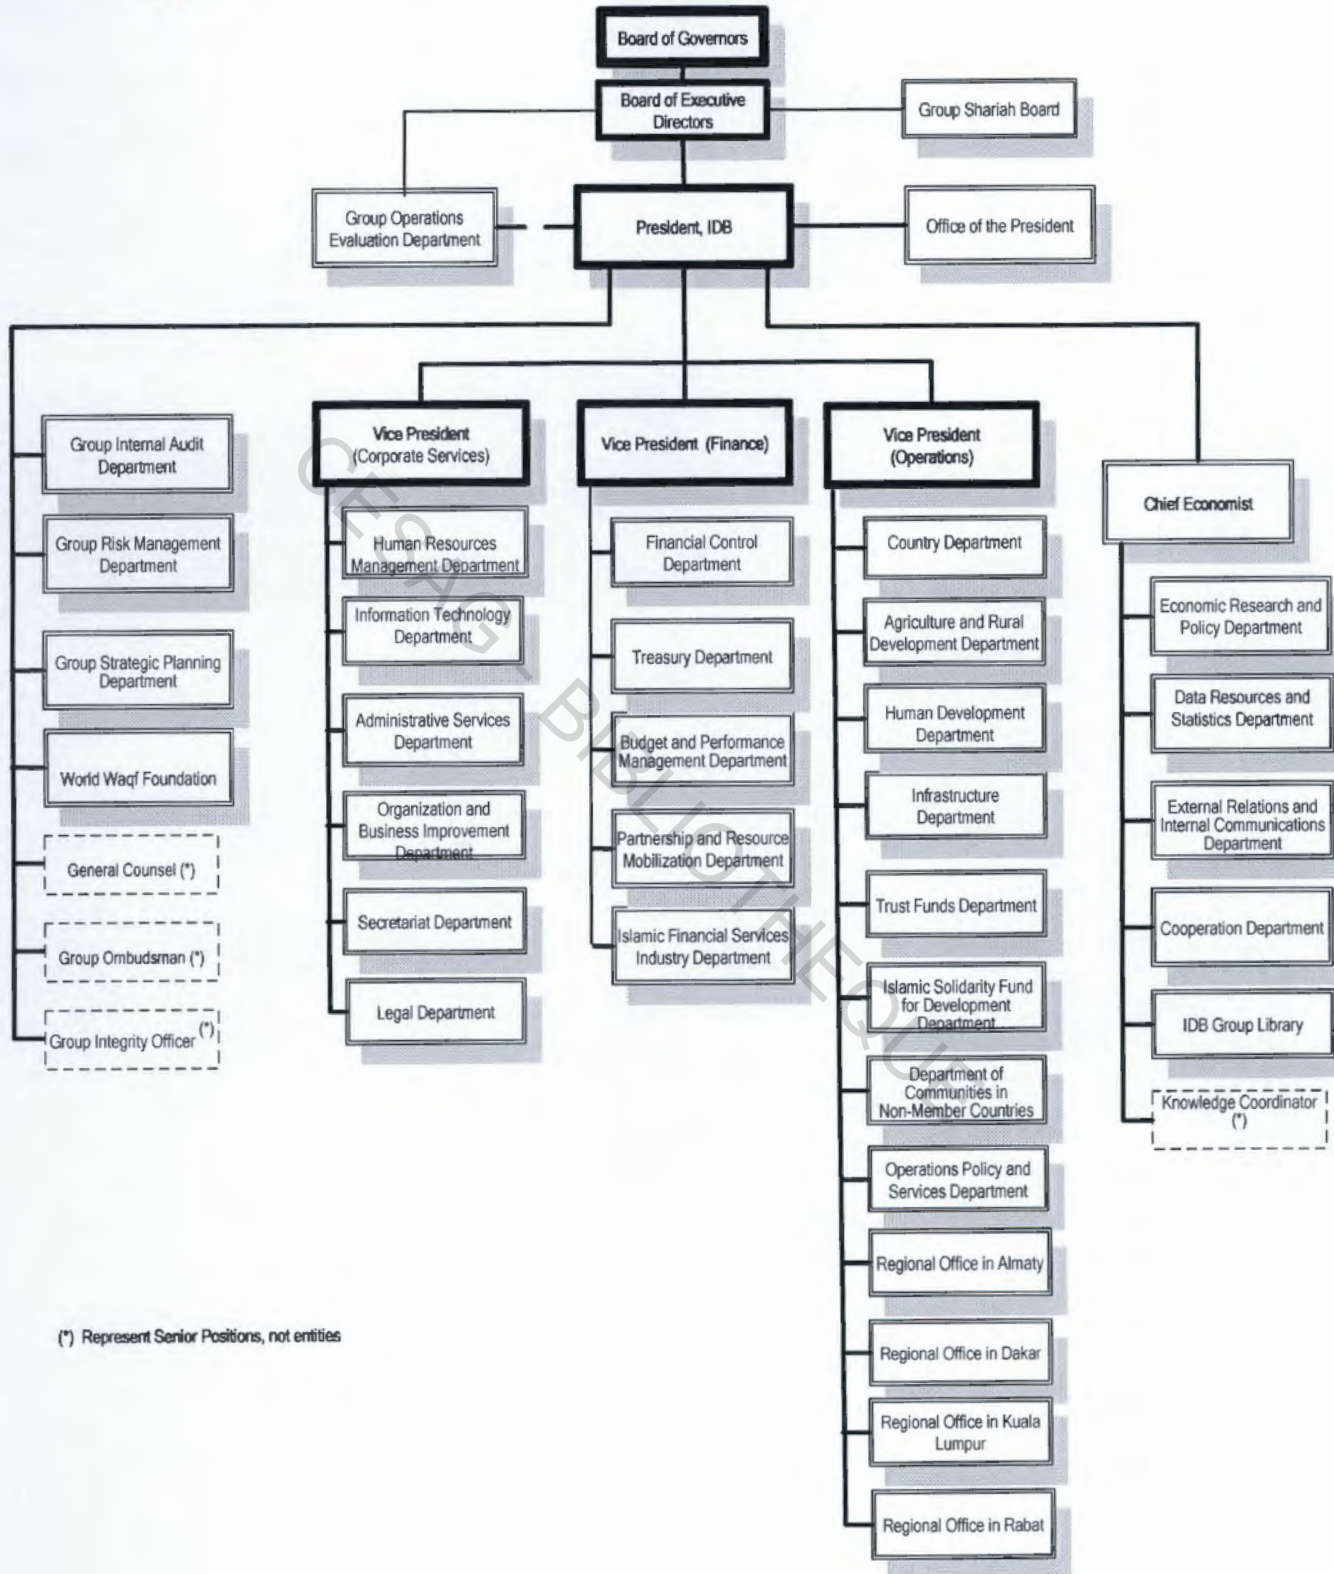 Board of Governors
Board of Executive
Directors
Group Shariah Board
Group Operations
Evaluation Department
President, IDB
Office of the President
Group Internal Audit
Department
Group Risk Management
Department
Group Strategic Planning
Department
World Waqf Foundation
General Counsel (*)
Group Ombudsman (*)
Group Integrity Officer (*)
Vice President
(Corporate Services)
Human Resources
Management Department
Information Technology
Department
Administrative Services
Department
Organization and
Business Improvement
Department
Secretariat Department
Legal Department
Vice President (Finance)
Financial Control
Department
Treasury Department
Budget and Performance
Management Department
Partnership and Resource
Mobilization Department
Islamic Financial Services
Industry Department
Vice President
(Operations)
Country Department
Agriculture and Rural
Development Department
Human Development
Department
Infrastructure
Department
Trust Funds Department
Islamic Solidarity Fund
for Development
Department
Department of
Communities in
Non-Member Countries
Operations Policy and
Services Department
Regional Office in Almaty
Regional Office in Dakar
Regional Office in Kuala
Lumpur
Regional Office in Rabat
Chief Economist
Economic Research and
Policy Department
Data Resources and
Statistics Department
External Relations and
Internal Communications
Department
Cooperation Department
IDB Group Library
Knowledge Coordinator
(*)
(*) Represent Senior Positions, not entities
CESAG - BIBLIOTHEQUE